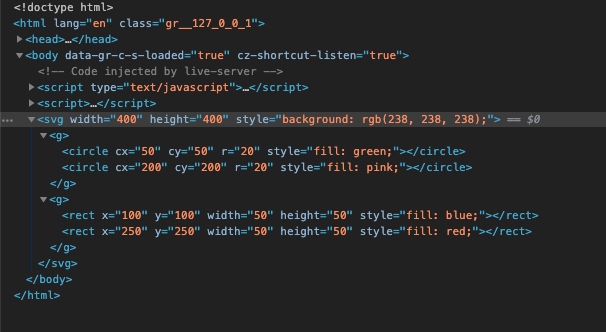 <!doctype html>
<html lang="en" class="gr__127_0_0_1">
<head>…</head>
<body data-gr-c-s-loaded="true" cz-shortcut-listen="true">
<!-- Code injected by live-server -->
<script type="text/javascript">…</script>
<script>…</script>
<svg width="400" height="400" style="background: rgb(238, 238, 238);"> == $0
<g>
<circle cx="50" cy="50" r="20" style="fill: green;"></circle>
<circle cx="200" cy="200" r="20" style="fill: pink;"></circle>
</g>
<g>
<rect x="100" y="100" width="50" height="50" style="fill: blue;"></rect>
<rect x="250" y="250" width="50" height="50" style="fill: red;"></rect>
</g>
</svg>
</body>
</html>